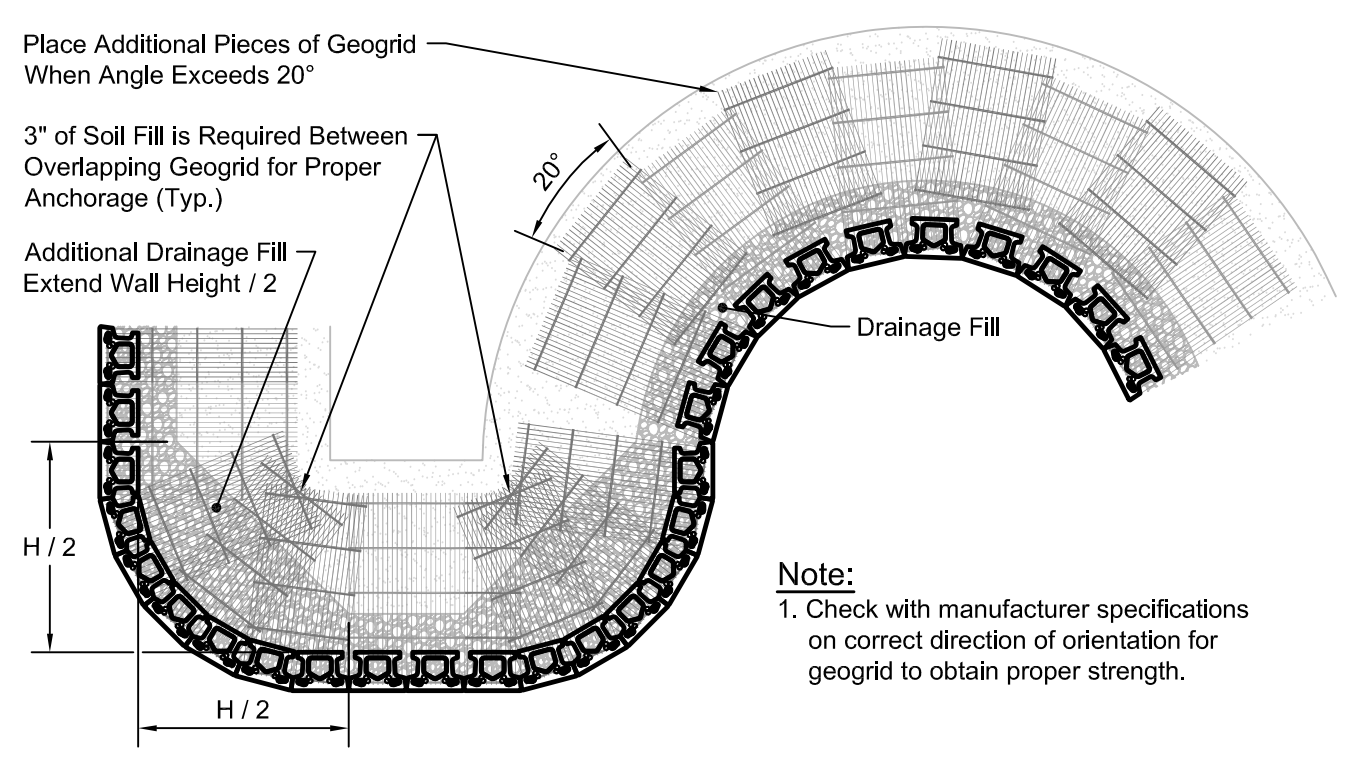 Place Additional Pieces of Geogrid
When Angle Exceeds 20°
3" of Soil Fill is Required Between
Overlapping Geogrid for Proper
Anchorage (Typ.)
Additional Drainage Fill
Extend Wall Height / 2
20°
Drainage Fill
H / 2
H / 2
Note:
1. Check with manufacturer specifications
on correct direction of orientation for
geogrid to obtain proper strength.